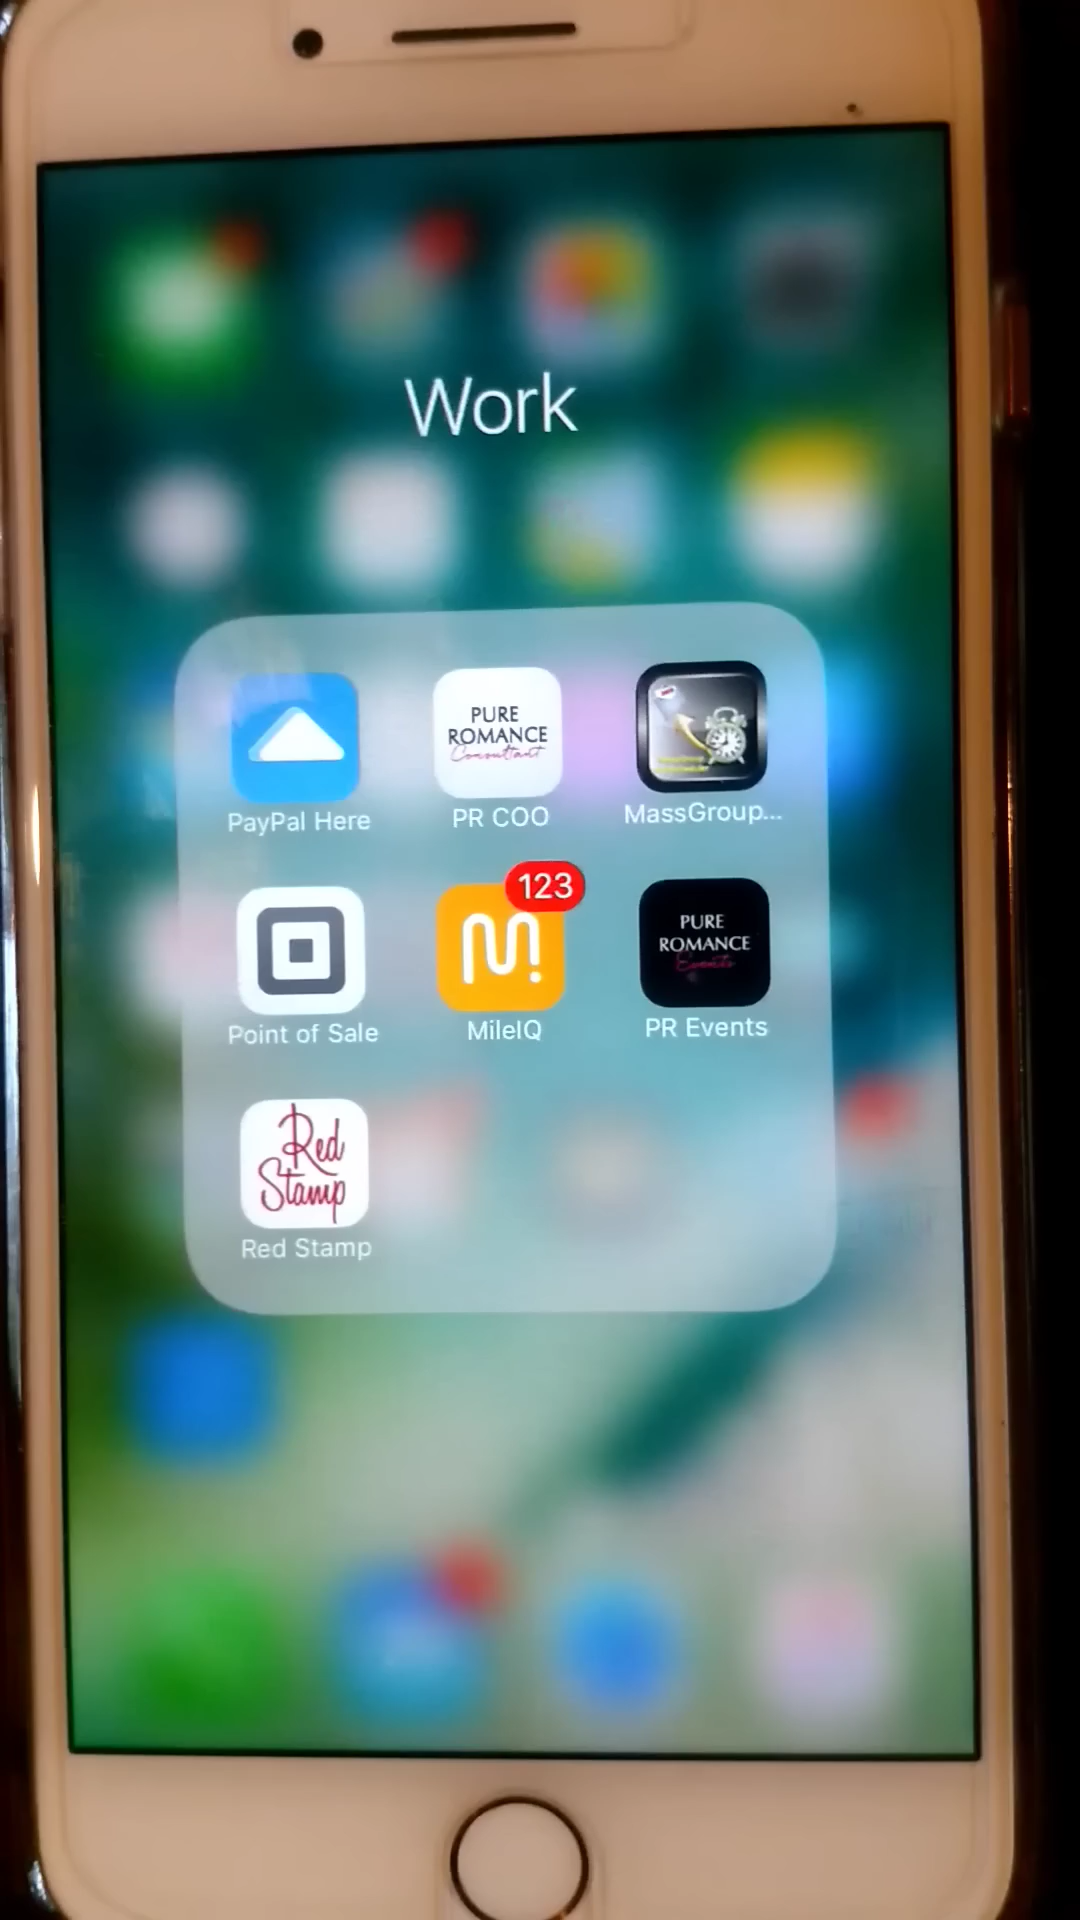 Work
PURE
ROMANCE
Consultant
PayPal Here
PR COO
MassGroup...
123
PURE
ROMANCE
Events
Point of Sale
MileIQ
PR Events
Red
Stamp
Red Stamp